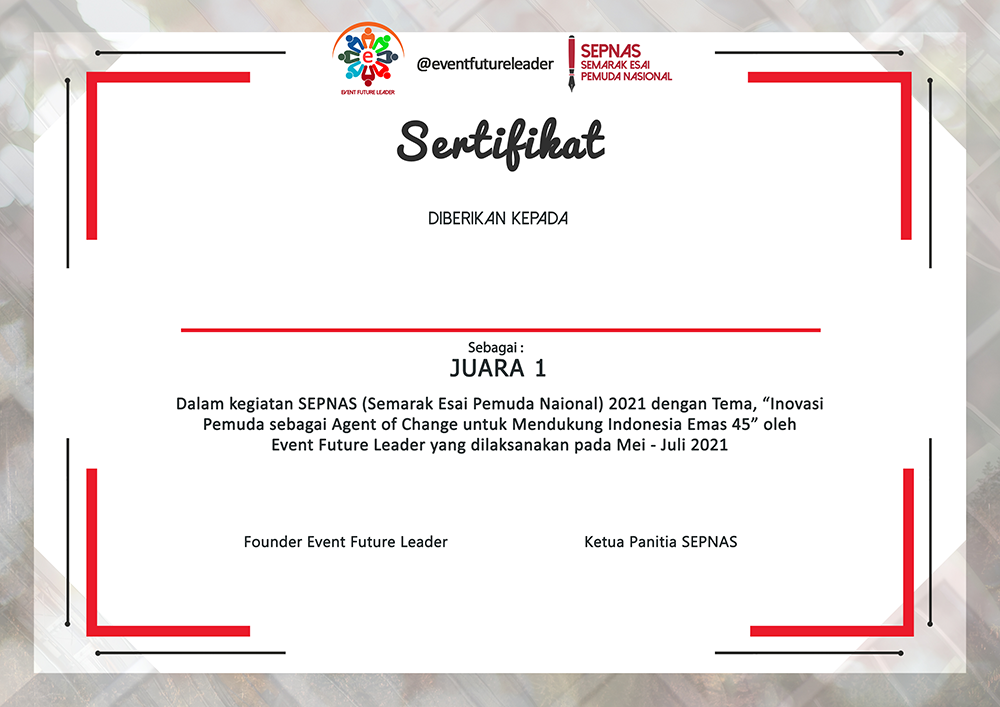 EVENT FUTURE LEADER
@eventfutureleader
SEPNAS
SEMARAK ESAI
PEMUDA NASIONAL
Sertifikat
DIBERIKAN KEPADA
Sebagai :
JUARA 1
Dalam kegiatan SEPNAS (Semarak Esai Pemuda Naional) 2021 dengan Tema, “Inovasi
Pemuda sebagai Agent of Change untuk Mendukung Indonesia Emas 45” oleh
Event Future Leader yang dilaksanakan pada Mei - Juli 2021
Founder Event Future Leader
Ketua Panitia SEPNAS